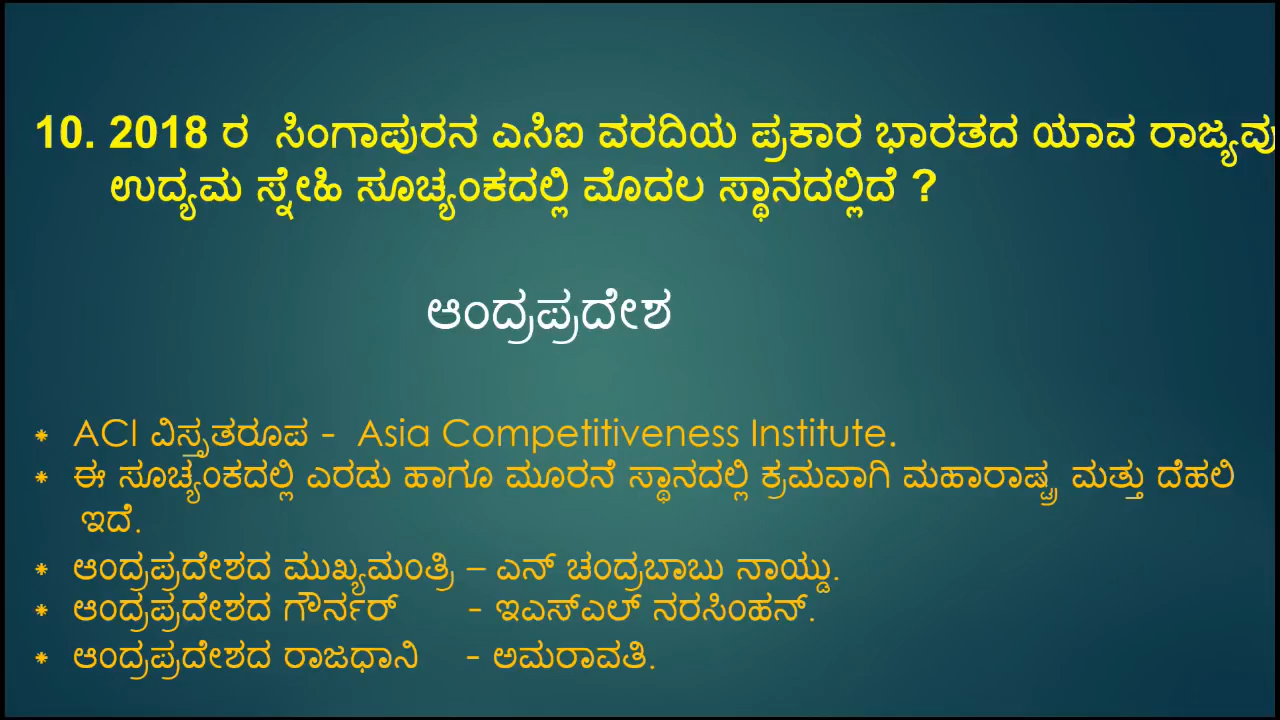 10. 2018 ರ ಸಿಂಗಾಪುರನ ಎಸಿಐ ವರದಿಯ ಪ್ರಕಾರ ಭಾರತದ ಯಾವ ರಾಜ್ಯವು
ಉದ್ಯಮ ಸ್ನೇಹಿ ಸೂಚ್ಯಂಕದಲ್ಲಿ ಮೊದಲ ಸ್ಥಾನದಲ್ಲಿದೆ ?
ಆಂದ್ರಪ್ರದೇಶ
* ACI ವಿಸ್ತೃತರೂಪ - Asia Competitiveness Institute.
* ಈ ಸೂಚ್ಯಂಕದಲ್ಲಿ ಎರಡು ಹಾಗೂ ಮೂರನೆ ಸ್ಥಾನದಲ್ಲಿ ಕ್ರಮವಾಗಿ ಮಹಾರಾಷ್ಟ್ರ ಮತ್ತು ದೆಹಲಿ
ಇದೆ.
* ಆಂದ್ರಪ್ರದೇಶದ ಮುಖ್ಯಮಂತ್ರಿ – ಎನ್ ಚಂದ್ರಬಾಬು ನಾಯ್ಡು.
* ಆಂದ್ರಪ್ರದೇಶದ ಗೌರ್ನರ್ - ಇಎಸ್ಎಲ್ ನರಸಿಂಹನ್.
* ಆಂದ್ರಪ್ರದೇಶದ ರಾಜಧಾನಿ - ಅಮರಾವತಿ.